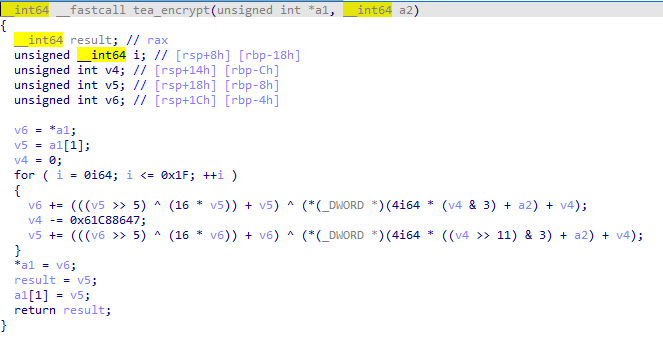 __int64 __fastcall tea_encrypt(unsigned int *a1, __int64 a2)
{
  __int64 result; // rax
  unsigned __int64 i; // [rsp+8h] [rbp-18h]
  unsigned int v4; // [rsp+14h] [rbp-Ch]
  unsigned int v5; // [rsp+18h] [rbp-8h]
  unsigned int v6; // [rsp+1Ch] [rbp-4h]

  v6 = *a1;
  v5 = a1[1];
  v4 = 0;
  for ( i = 0i64; i <= 0x1F; ++i )
  {
    v6 += (((v5 >> 5) ^ (16 * v5)) + v5) ^ (*(_DWORD *)(4i64 * (v4 & 3) + a2) + v4);
    v4 -= 0x61C88647;
    v5 += (((v6 >> 5) ^ (16 * v6)) + v6) ^ (*(_DWORD *)(4i64 * ((v4 >> 11) & 3) + a2) + v4);
  }
  *a1 = v6;
  result = v5;
  a1[1] = v5;
  return result;
}